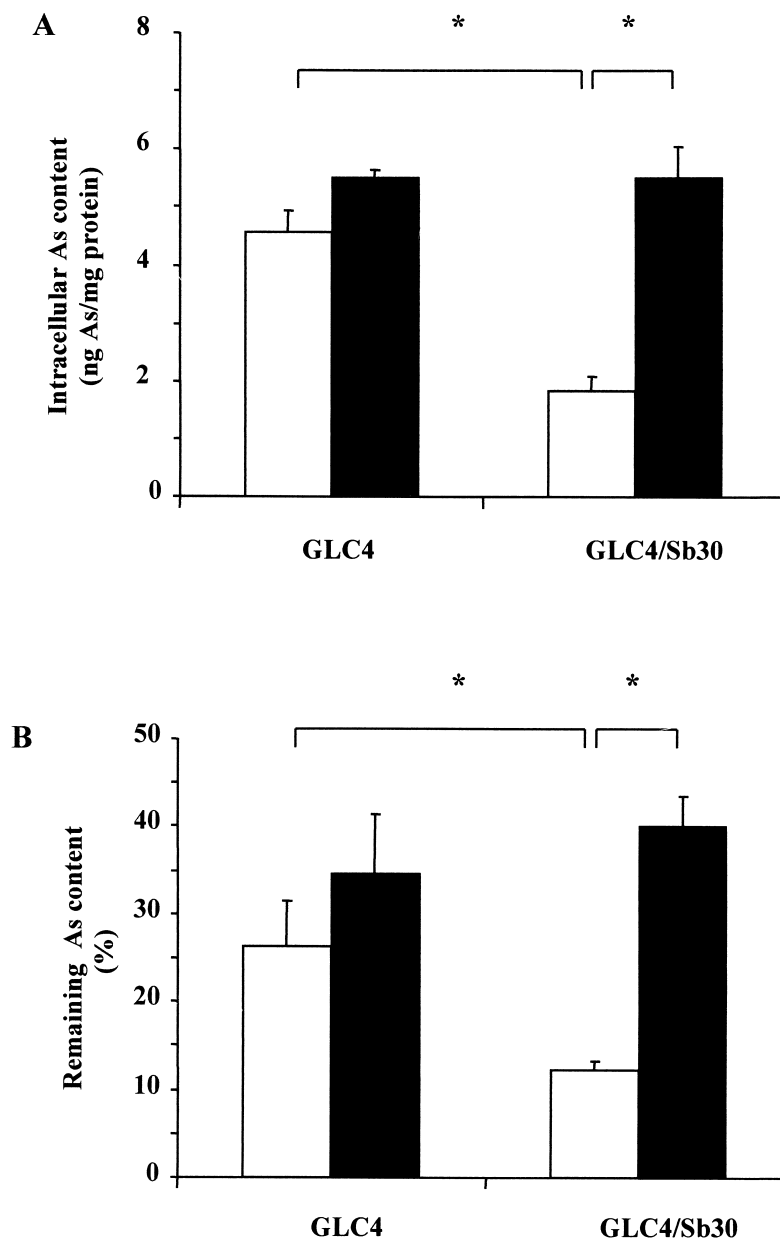 A
8
*
*
6
4
2
0
Intracellular As content
(ng As/mg protein)
GLC4
GLC4/Sb30
B
50
*
*
40
30
20
10
0
Remaining As content
(%)
GLC4
GLC4/Sb30